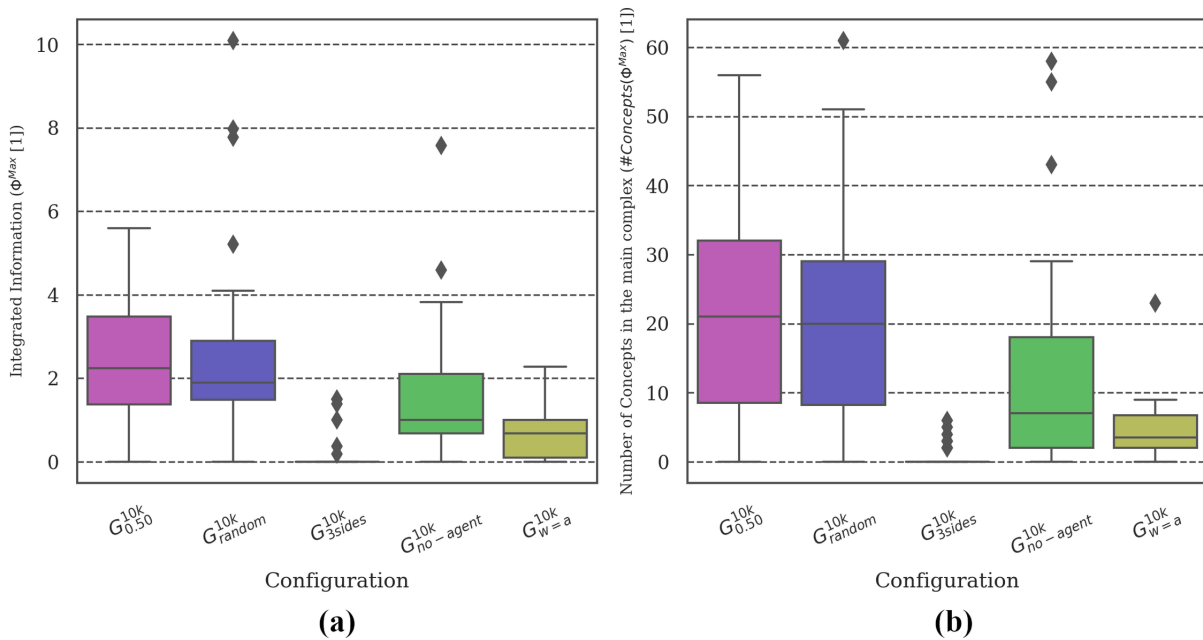 Integrated Information (Φ^Max [1])
10
8
6
4
2
0
G^10k_0.50
G^10k_random
G^10k_3sides
G^10k_no−agent
G^10k_w=a
Configuration
(a)
Number of Concepts in the main complex (#Concepts(Φ^Max) [1])
60
50
40
30
20
10
0
G^10k_0.50
G^10k_random
G^10k_3sides
G^10k_no−agent
G^10k_w=a
Configuration
(b)